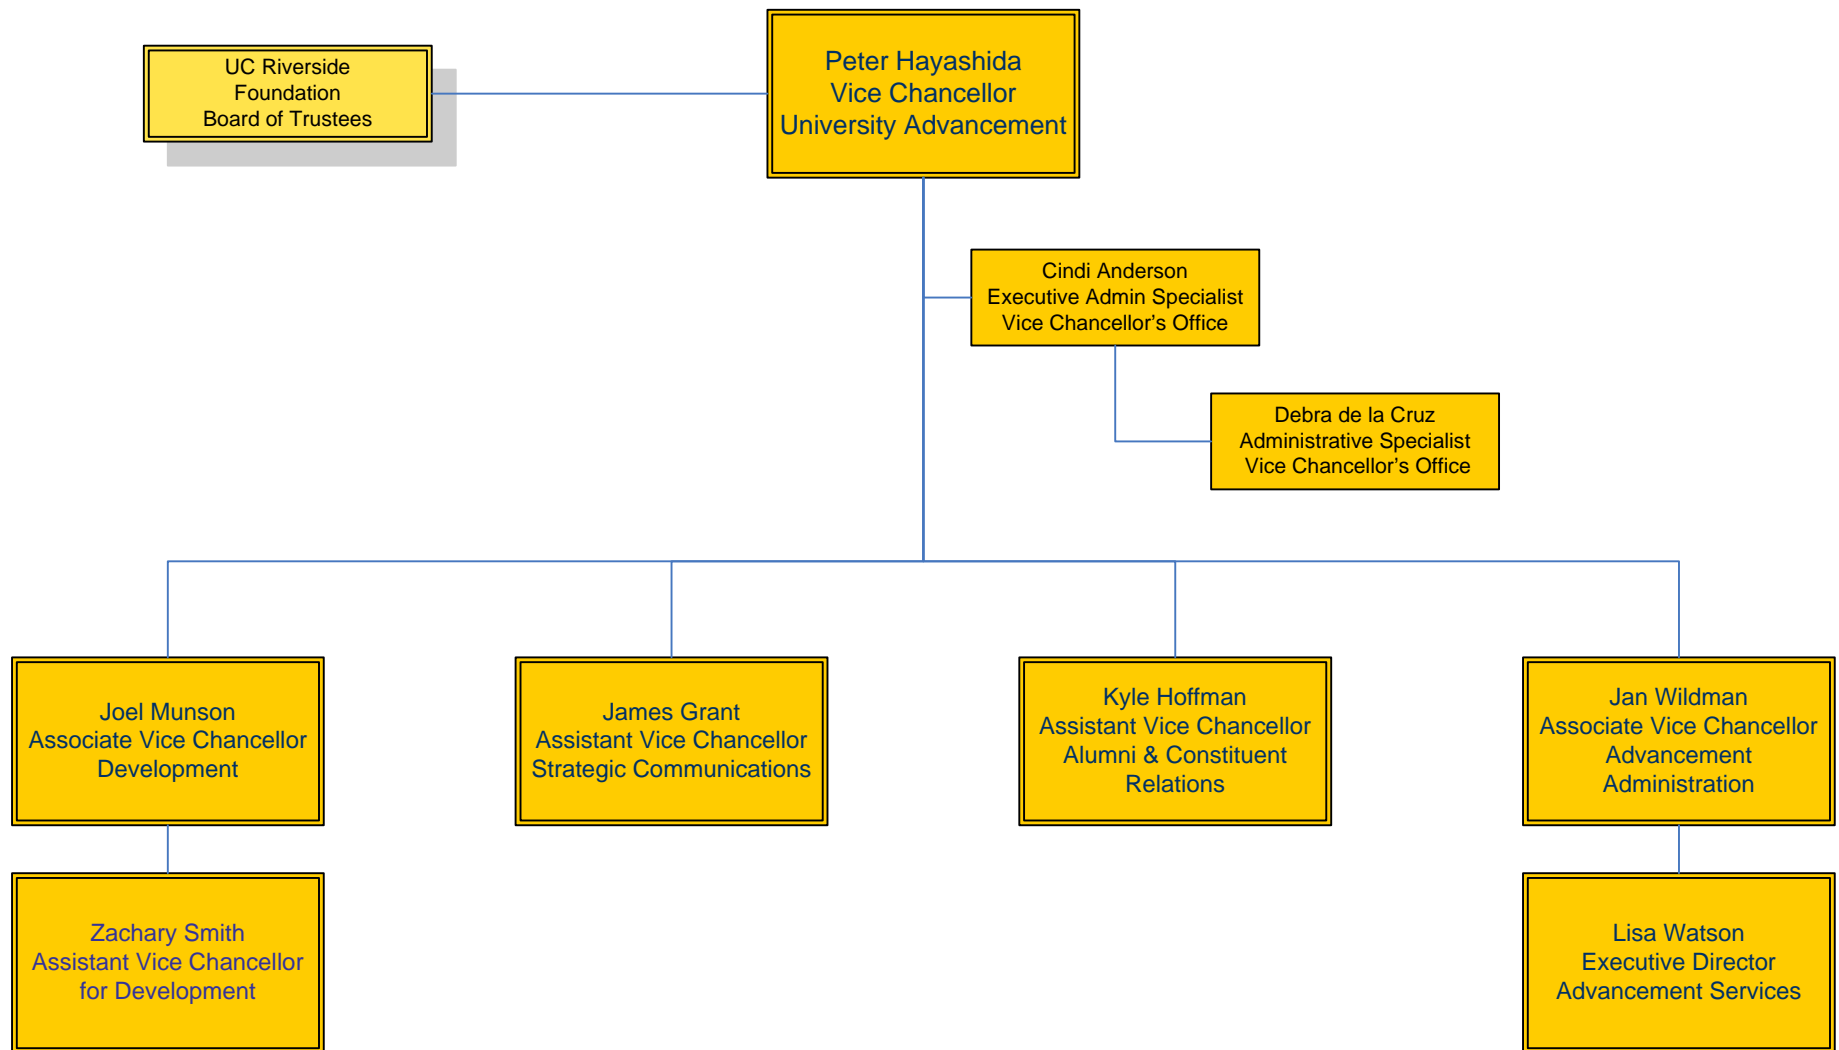 UC Riverside
Foundation
Board of Trustees
Peter Hayashida
Vice Chancellor
University Advancement
Cindi Anderson
Executive Admin Specialist
Vice Chancellor's Office
Debra de la Cruz
Administrative Specialist
Vice Chancellor's Office
Joel Munson
Associate Vice Chancellor
Development
James Grant
Assistant Vice Chancellor
Strategic Communications
Kyle Hoffman
Assistant Vice Chancellor
Alumni & Constituent
Relations
Jan Wildman
Associate Vice Chancellor
Advancement
Administration
Zachary Smith
Assistant Vice Chancellor
for Development
Lisa Watson
Executive Director
Advancement Services